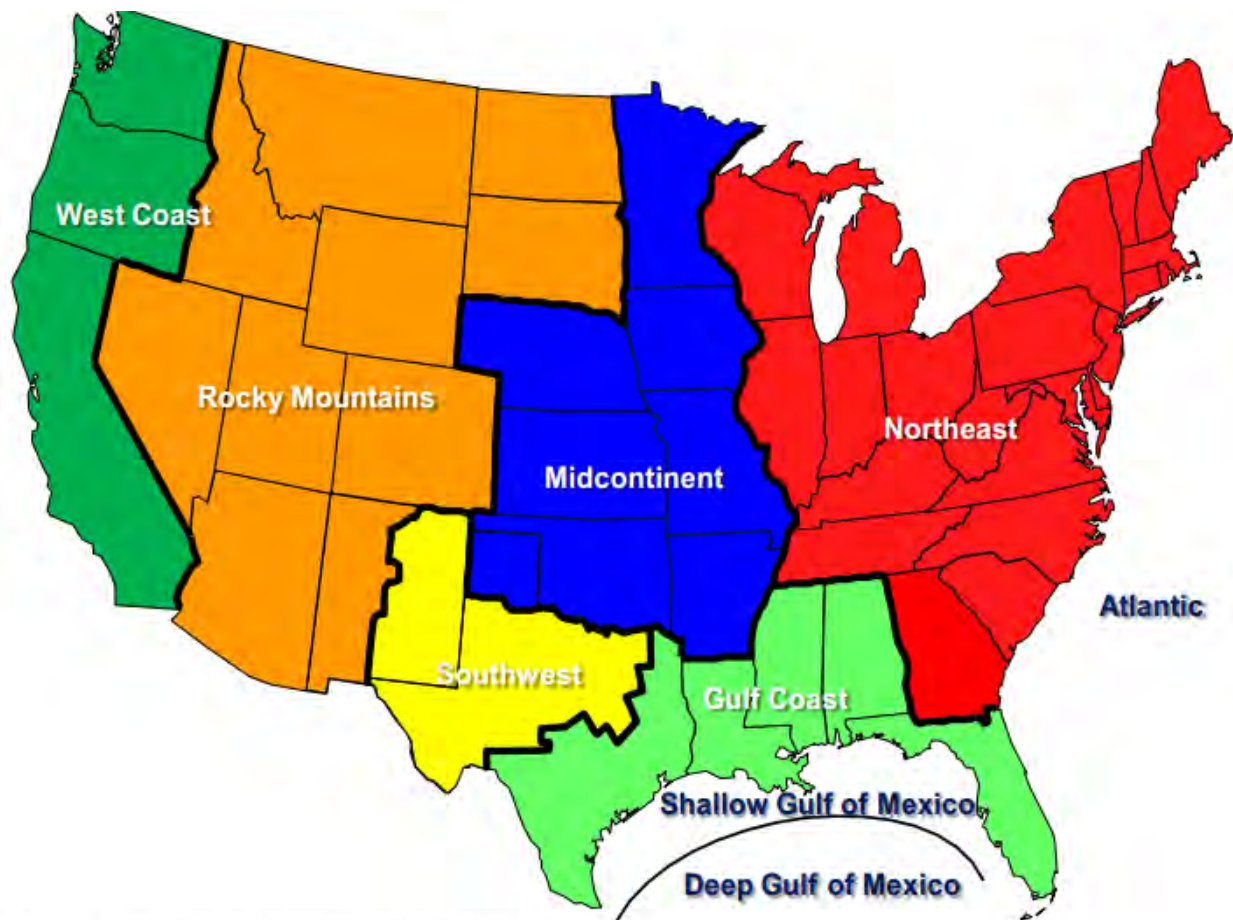 West Coast
Rocky Mountains
Northeast
Midcontinent
Atlantic
Southwest
Gulf Coast
Shallow Gulf of Mexico
Deep Gulf of Mexico